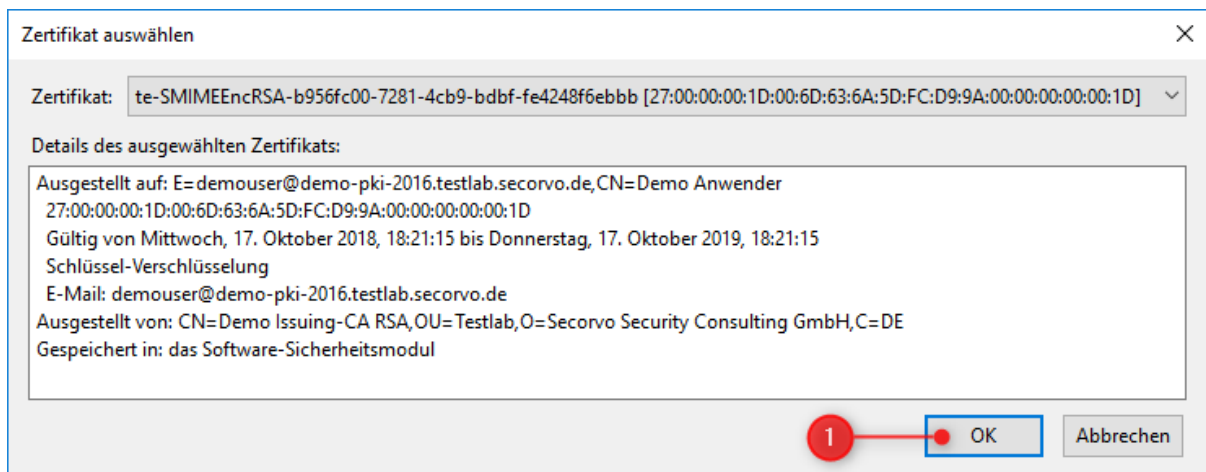 Zertifikat auswählen
Zertifikat: te-SMIMEEncRSA-b956fc00-7281-4cb9-bdbf-fe4248f6ebbb [27:00:00:00:1D:00:6D:63:6A:5D:FC:D9:9A:00:00:00:00:00:1D]
Details des ausgewählten Zertifikats:
Ausgestellt auf: E=demouser@demo-pki-2016.testlab.secorvo.de,CN=Demo Anwender
27:00:00:00:1D:00:6D:63:6A:5D:FC:D9:9A:00:00:00:00:00:1D
Gültig von Mittwoch, 17. Oktober 2018, 18:21:15 bis Donnerstag, 17. Oktober 2019, 18:21:15
Schlüssel-Verschlüsselung
E-Mail: demouser@demo-pki-2016.testlab.secorvo.de
Ausgestellt von: CN=Demo Issuing-CA RSA,OU=Testlab,O=Secorvo Security Consulting GmbH,C=DE
Gespeichert in: das Software-Sicherheitsmodul
1 OK Abbrechen